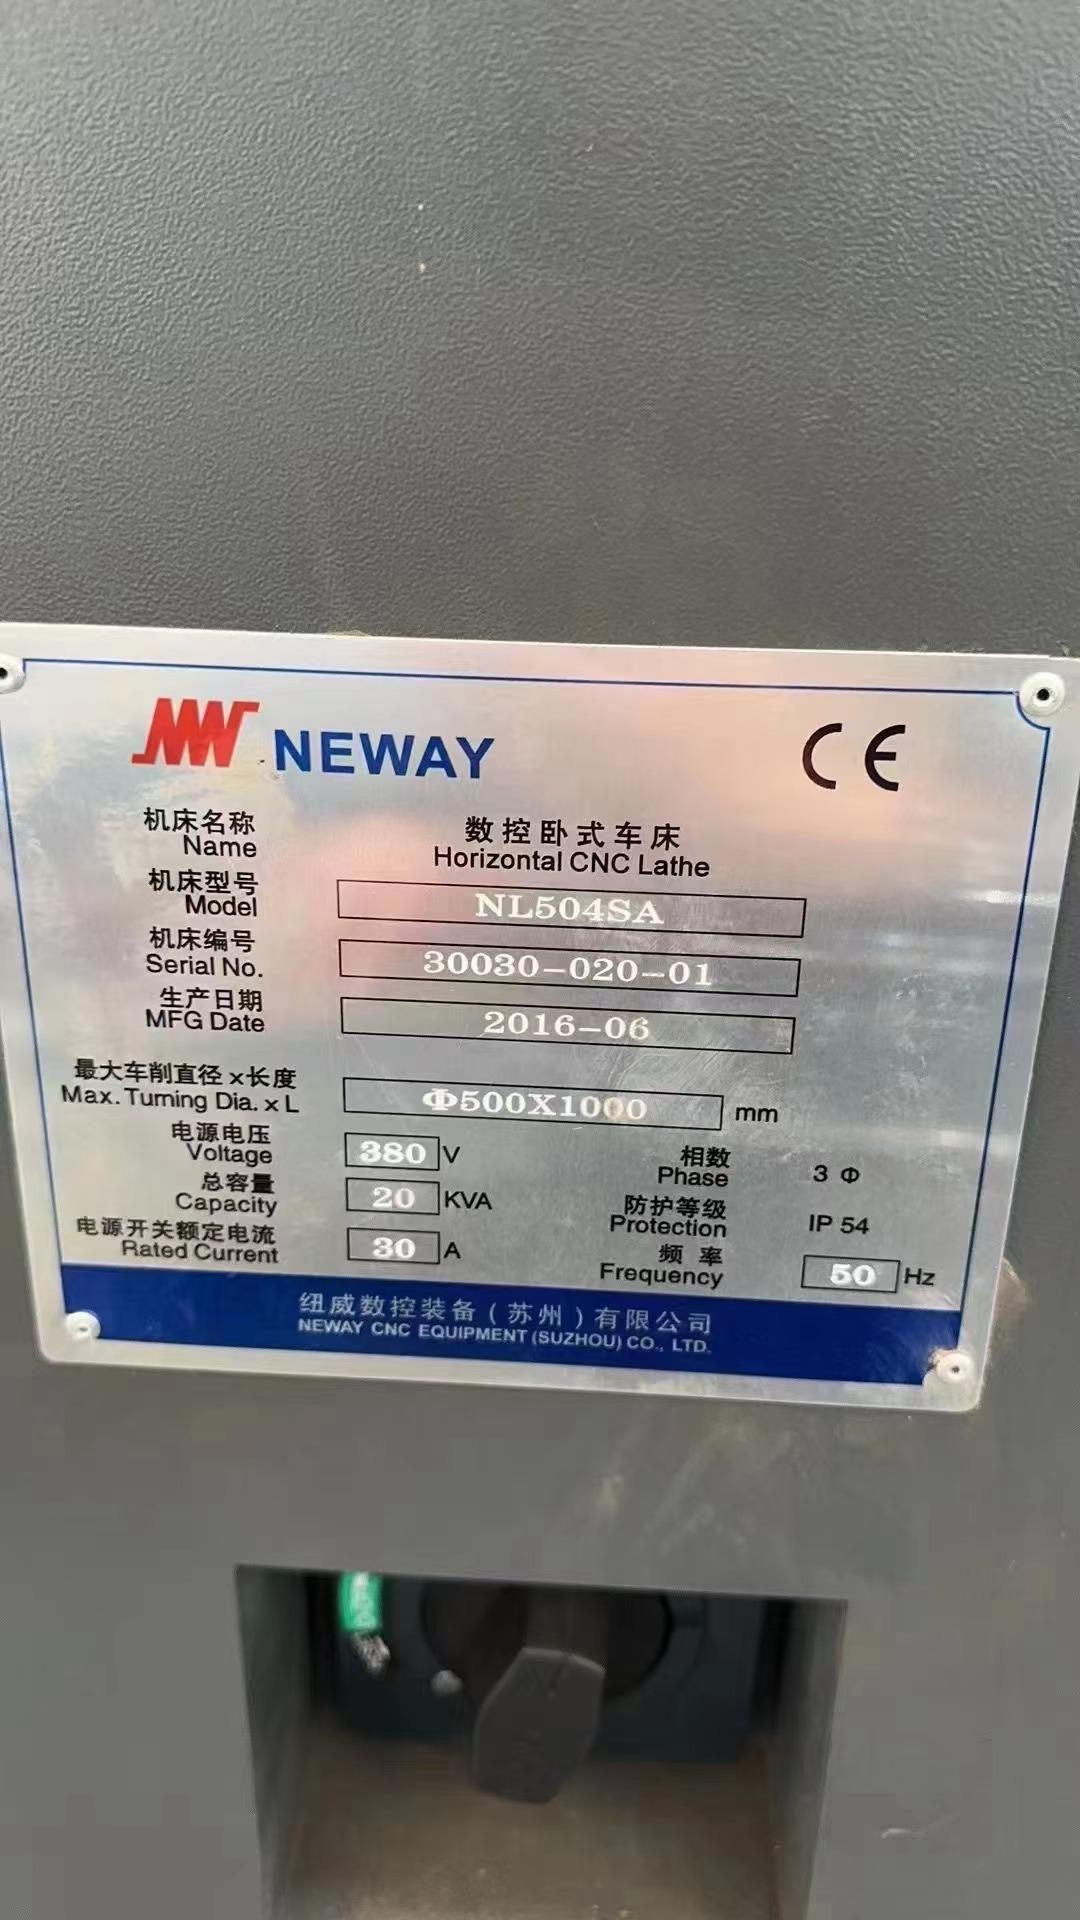 NEWAY
CE
机床名称 数控卧式车床
Name Horizontal CNC Lathe
机床型号
Model NL504SA
机床编号
Serial No. 30030-020-01
生产日期
MFG Date 2016-06
最大车削直径x长度
Max. Turning Dia. x L Φ500X1000 mm
电源电压 相数
Voltage 380 V Phase 3 Φ
总容量 防护等级
Capacity 20 KVA Protection IP 54
电源开关额定电流 频率
Rated Current 30 A Frequency 50 Hz
纽威数控装备（苏州）有限公司
NEWAY CNC EQUIPMENT (SUZHOU) CO., LTD.